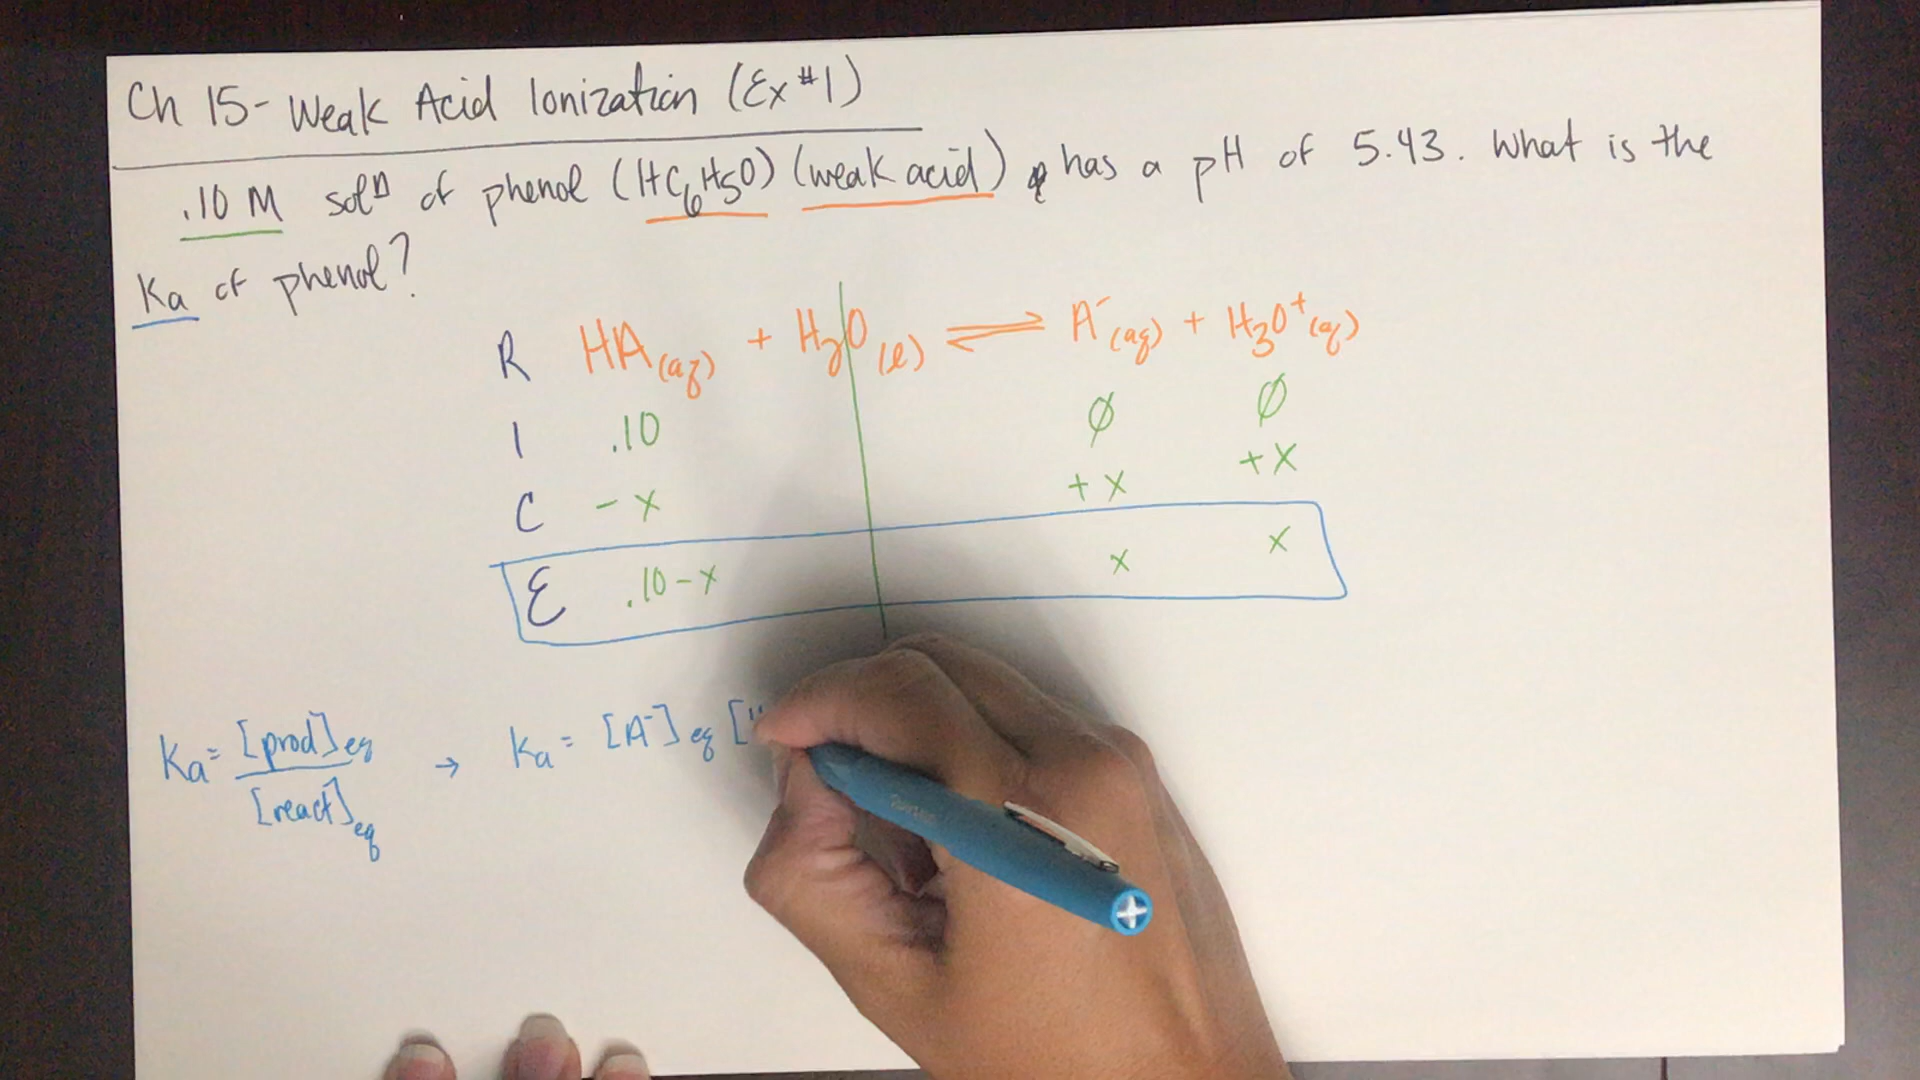 Ch 15- Weak Acid Ionization (Ex #1)
.10 M solⁿ of phenol (HC₆H₅O) (weak acid) has a pH of 5.43. What is the
Ka of phenol?
R HA(aq) + H₂O(l) ⇌ A⁻(aq) + H₃O⁺(aq)
I .10 ∅ ∅
C -x +x +x
E .10-x x x
Ka = [prod]eq / [react]eq → Ka = [A⁻]eq [